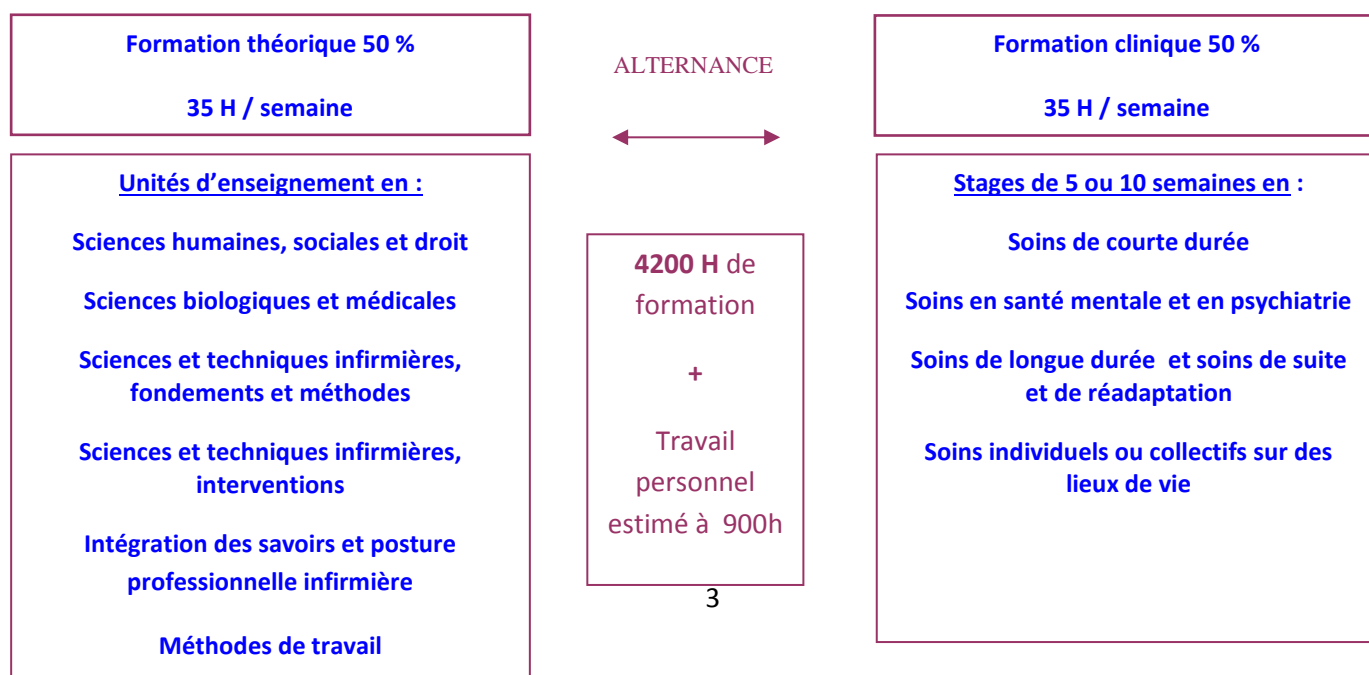 Formation théorique 50 %
35 H / semaine
ALTERNANCE
Formation clinique 50 %
35 H / semaine
Unités d’enseignement en :
Sciences humaines, sociales et droit
Sciences biologiques et médicales
Sciences et techniques infirmières,
fondements et méthodes
Sciences et techniques infirmières,
interventions
Intégration des savoirs et posture
professionnelle infirmière
Méthodes de travail
4200 H de
formation
+
Travail
personnel
estimé à 900h
3
Stages de 5 ou 10 semaines en :
Soins de courte durée
Soins en santé mentale et en psychiatrie
Soins de longue durée et soins de suite
et de réadaptation
Soins individuels ou collectifs sur des
lieux de vie